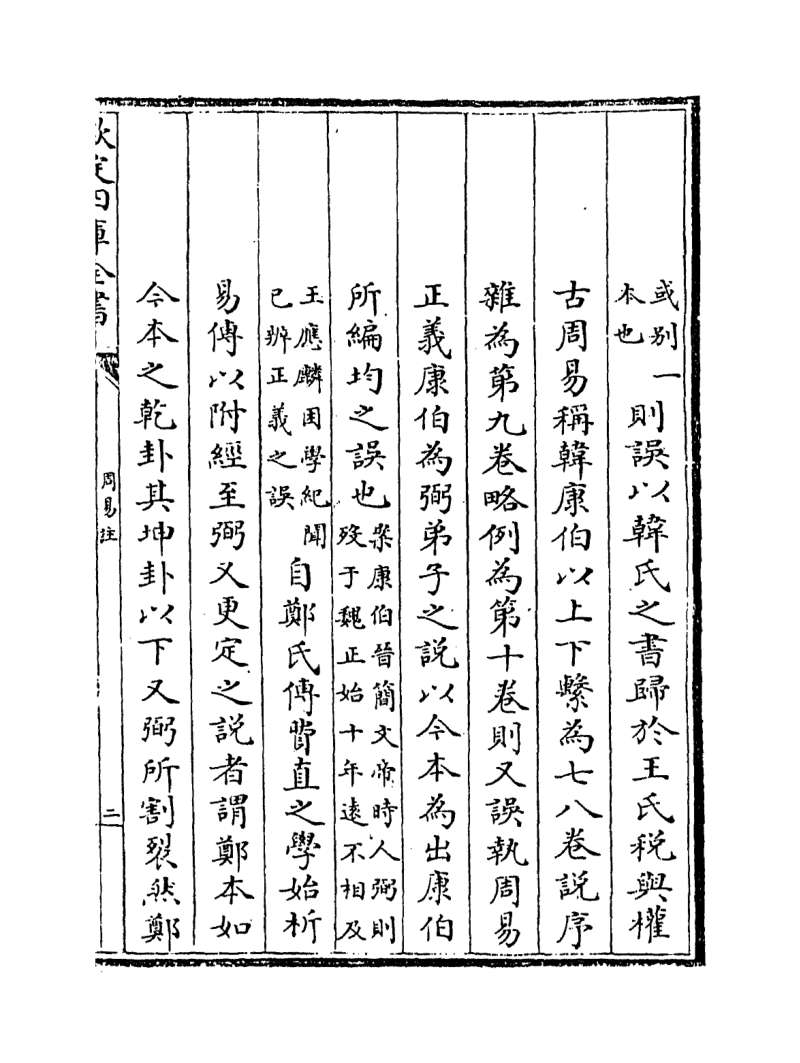 或别一本也則誤以韓氏之書歸於王氏税與權
古周易稱韓康伯以上下繫為七八卷説序
雜為第九卷略例為第十卷則又誤執周易
正義康伯為弼弟子之説以今本為出康伯
所編均之誤也案康伯晉簡文帝時人弼則殁于魏正始十年逺不相及
王應麟困學紀聞已辨正義之誤自鄭氏傳費直之學始析
易傳以附經至弼又更定之説者謂鄭本如
今本之乾卦其坤卦以下又弼所割裂然鄭
欽定四庫全書
周易註
二